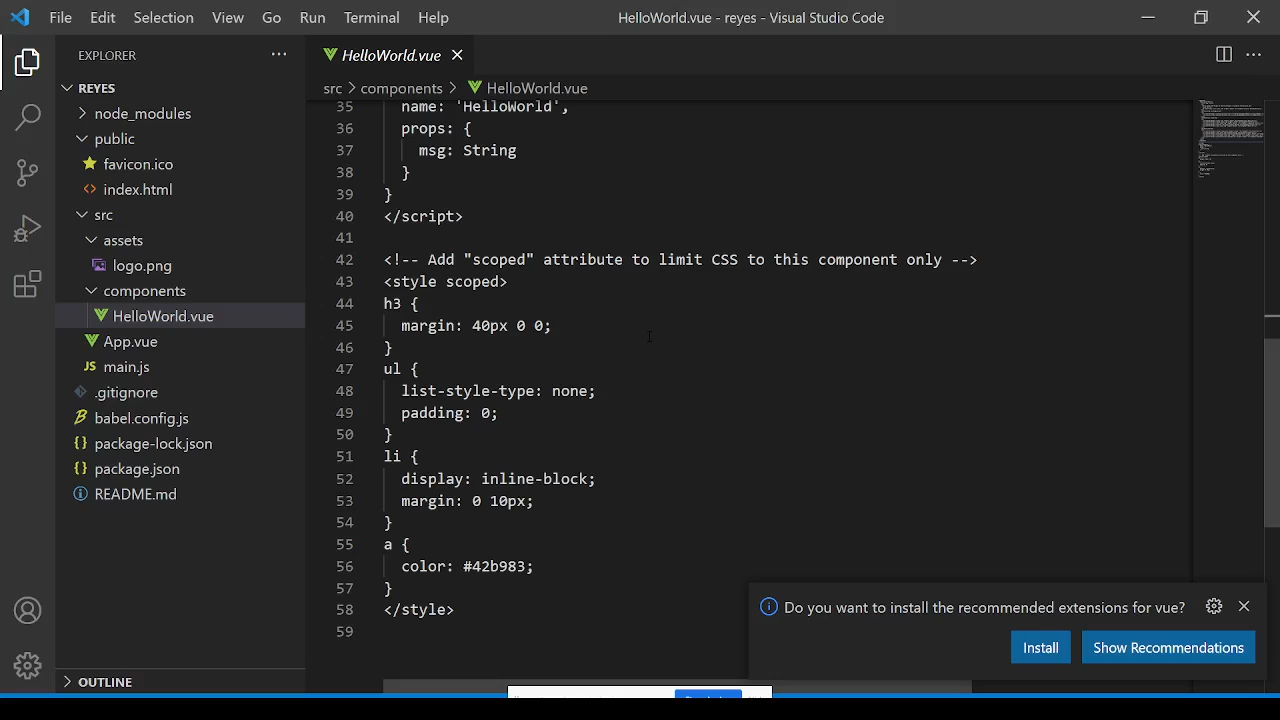 File Edit Selection View Go Run Terminal Help
HelloWorld.vue - reyes - Visual Studio Code
EXPLORER
REYES
node_modules
public
favicon.ico
index.html
src
assets
logo.png
components
HelloWorld.vue
App.vue
JS main.js
.gitignore
babel.config.js
{} package-lock.json
{} package.json
README.md
OUTLINE
HelloWorld.vue
src > components > HelloWorld.vue
35 name: 'HelloWorld',
36 props: {
37 msg: String
38 }
39 }
40 </script>
41
42 <!-- Add "scoped" attribute to limit CSS to this component only -->
43 <style scoped>
44 h3 {
45 margin: 40px 0 0;
46 }
47 ul {
48 list-style-type: none;
49 padding: 0;
50 }
51 li {
52 display: inline-block;
53 margin: 0 10px;
54 }
55 a {
56 color: #42b983;
57 }
58 </style>
59
Do you want to install the recommended extensions for vue?
Install
Show Recommendations